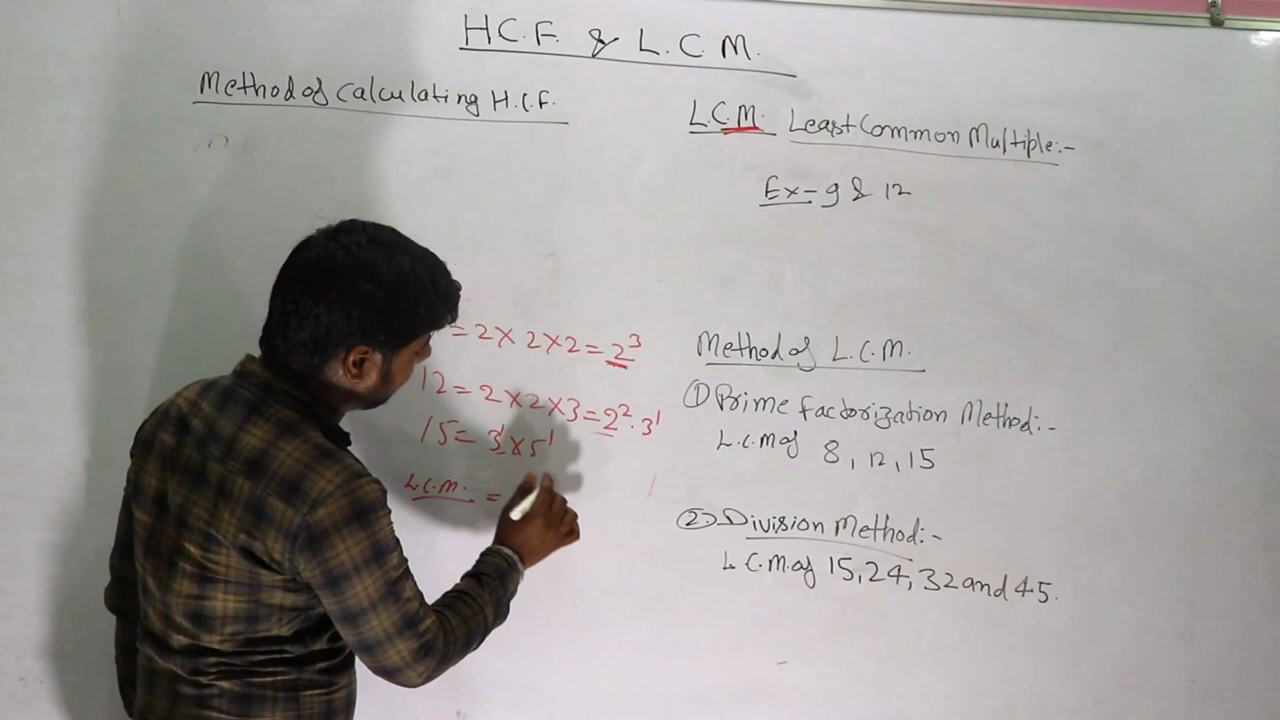 H.C.F. & L.C.M.
Method of calculating H.C.F.
L.C.M. Least Common Multiple:-
Ex- 9 & 12
= 2 × 2 × 2 = 2³
12 = 2 × 2 × 3 = 2² · 3¹
15 = 3¹ × 5¹
L.C.M. =
Method of L.C.M.
① Prime factorization Method:-
L.C.M of 8, 12, 15
② Division Method:-
L.C.M. of 15, 24, 32 and 45.